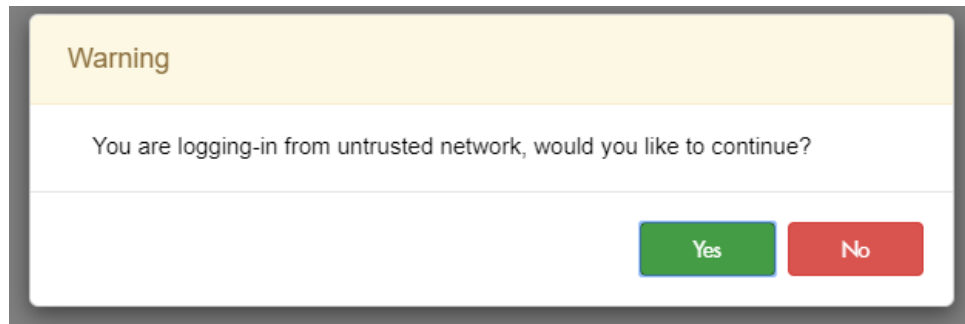 Warning
You are logging-in from untrusted network, would you like to continue?
Yes No